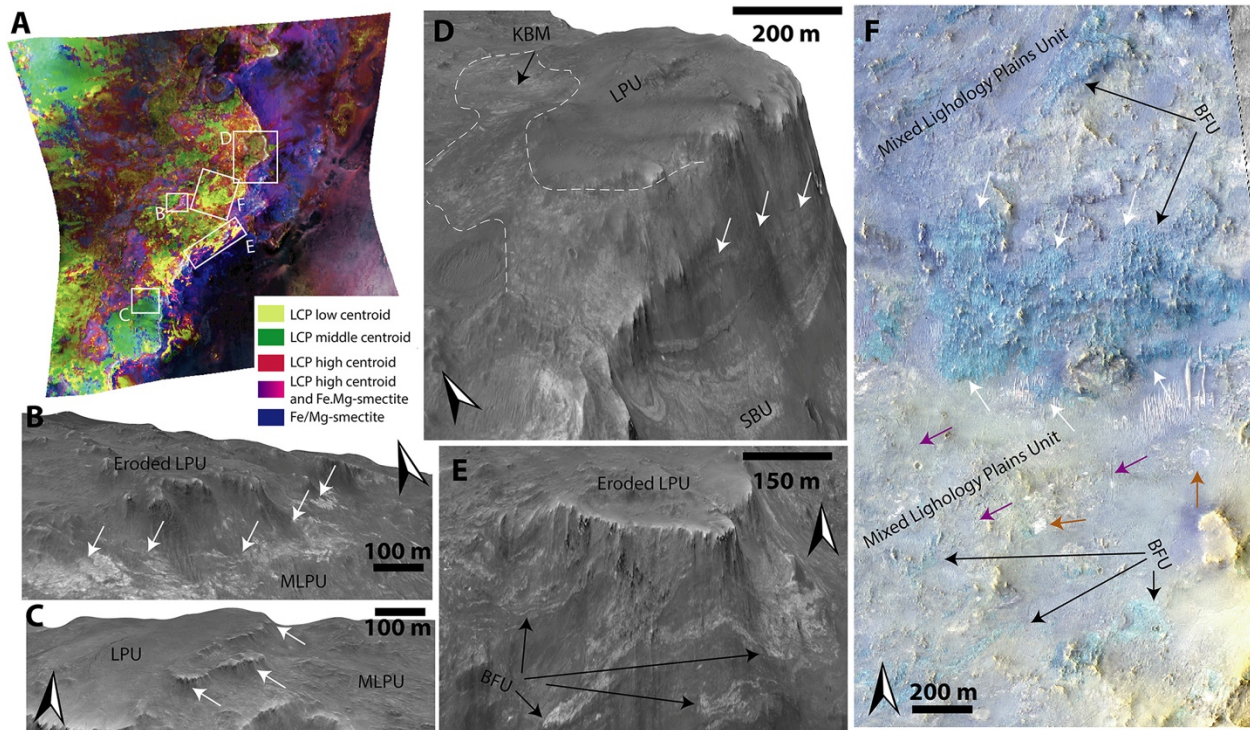 A
D
B
F
E
C
LCP low centroid
LCP middle centroid
LCP high centroid
LCP high centroid
and Fe.Mg-smectite
Fe/Mg-smectite
B
Eroded LPU
100 m
MLPU
C
100 m
LPU
MLPU
D
200 m
KBM
LPU
SBU
E
150 m
Eroded LPU
BFU
F
Mixed Lighology Plains Unit
BFU
Mixed Lighology Plains Unit
BFU
200 m